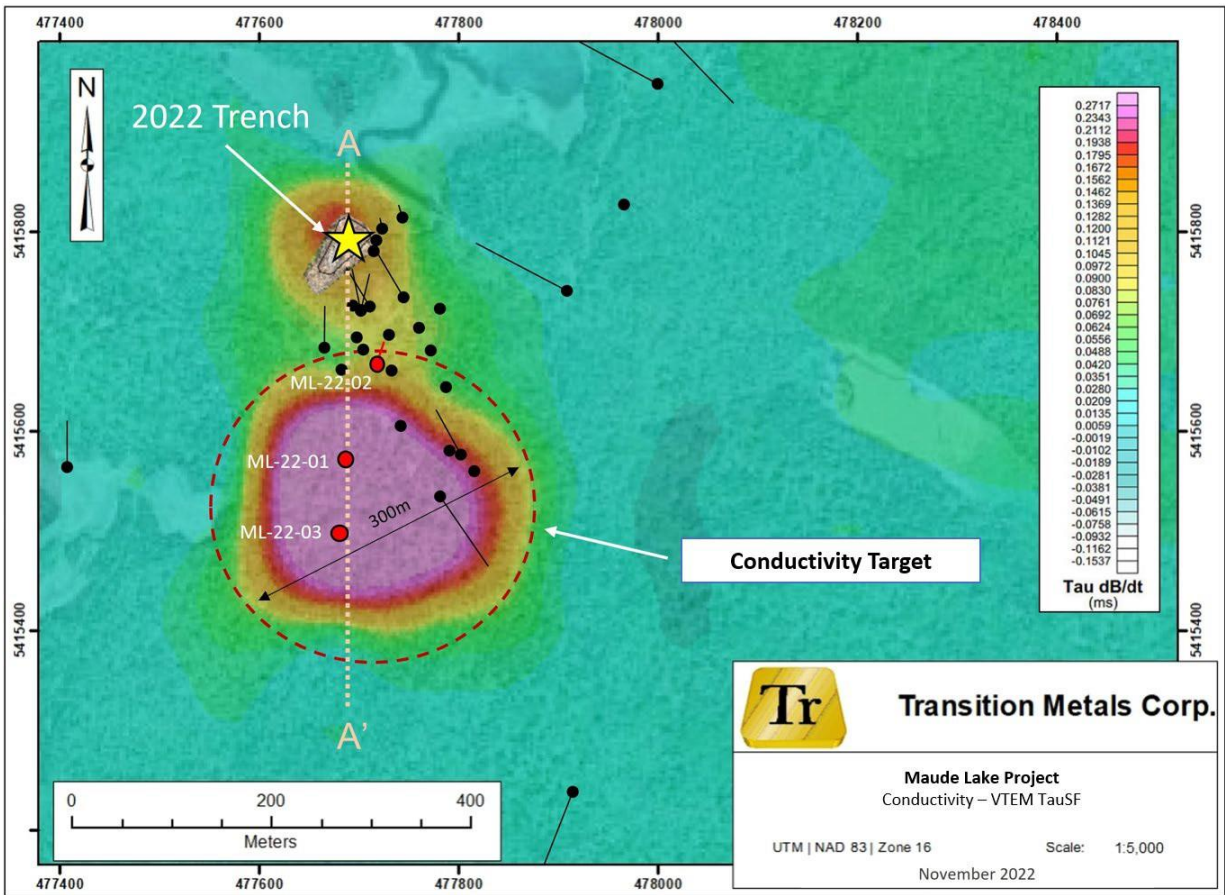 477400 477600 477800 478000 478200 478400
N
2022 Trench
A
5415800
5415600
5415400
5415800
5415600
5415400
ML-22-02
ML-22-01
ML-22-03
300m
Conductivity Target
A'
0.2717
0.2343
0.2112
0.1938
0.1795
0.1672
0.1562
0.1462
0.1369
0.1282
0.1200
0.1121
0.1045
0.0972
0.0900
0.0830
0.0761
0.0692
0.0624
0.0556
0.0488
0.0420
0.0351
0.0280
0.0209
0.0135
0.0059
-0.0019
-0.0102
-0.0189
-0.0281
-0.0381
-0.0491
-0.0615
-0.0758
-0.0932
-0.1162
-0.1537
Tau dB/dt
(ms)
0 200 400
Meters
Tr
Transition Metals Corp.
Maude Lake Project
Conductivity – VTEM TauSF
UTM | NAD 83 | Zone 16 Scale: 1:5,000
November 2022
477400 477600 477800 478000 478200 478400